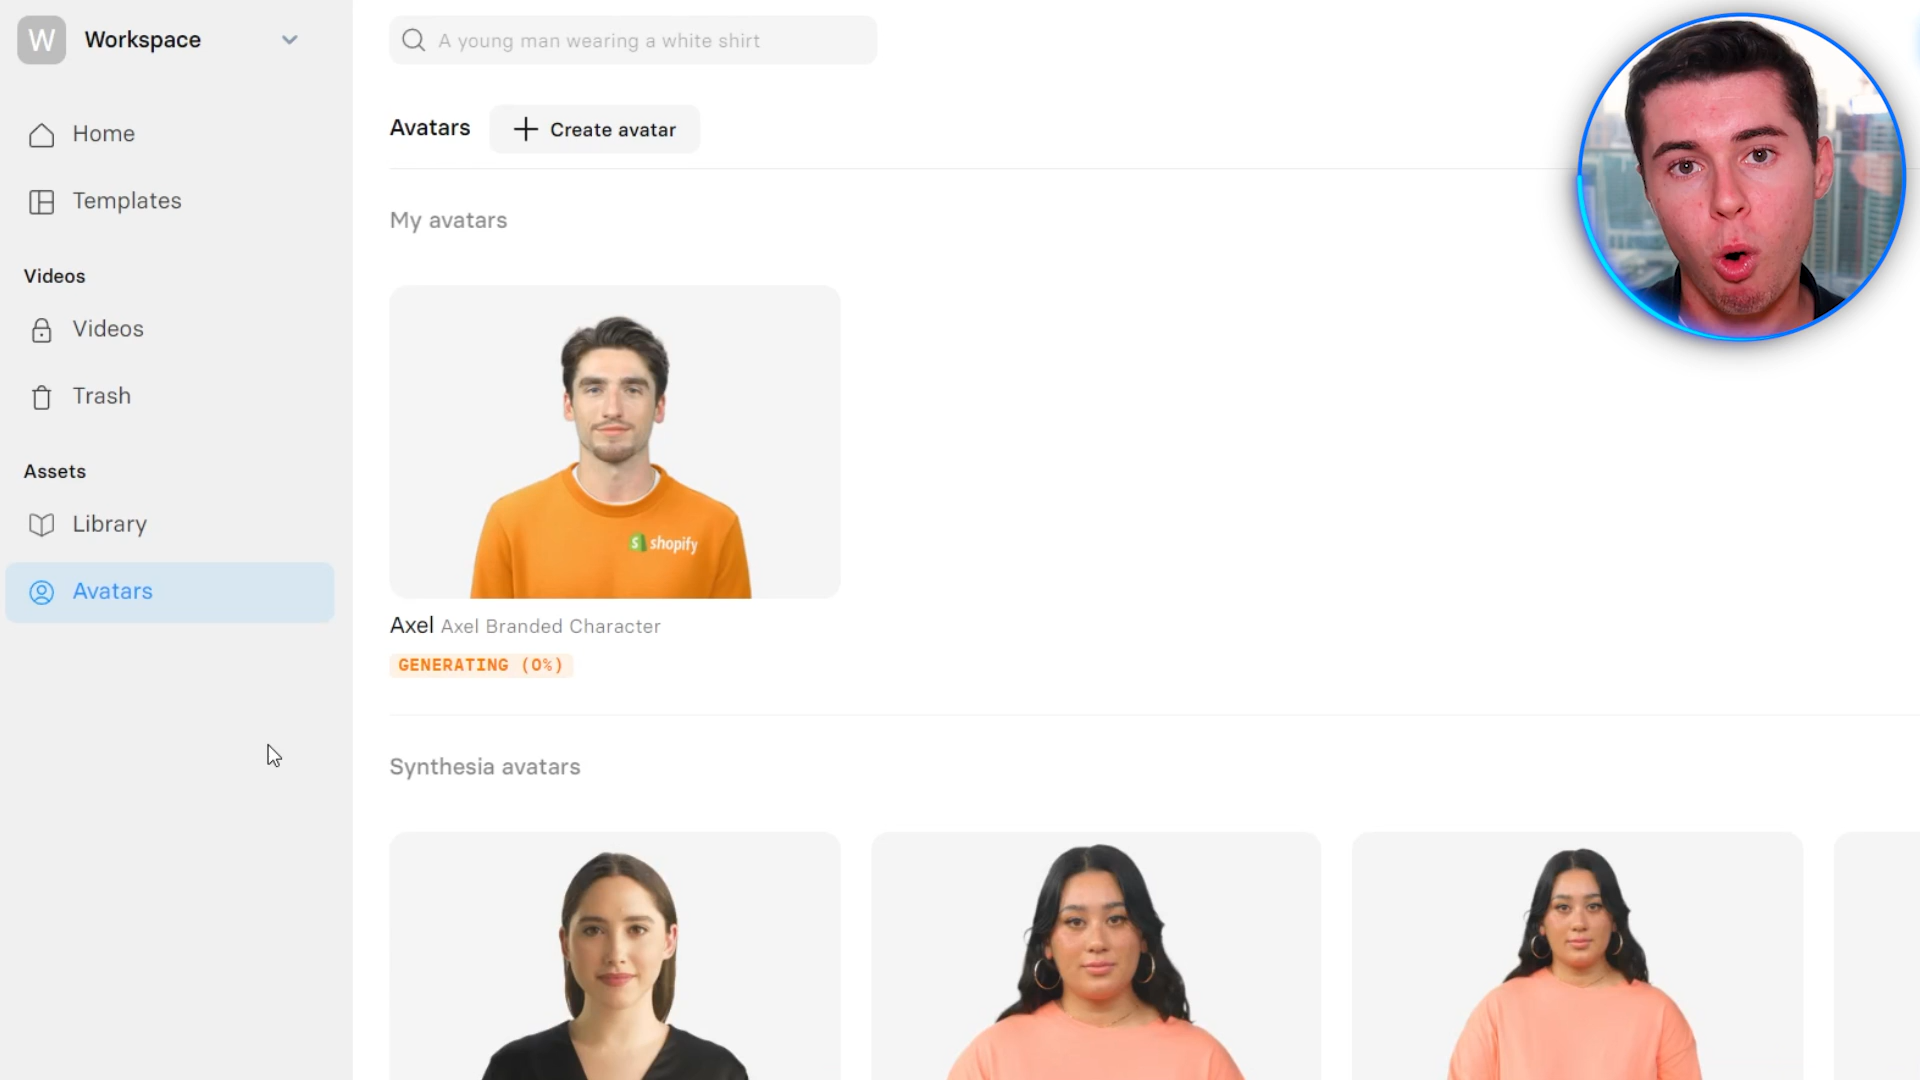 W Workspace
Home
Templates
Videos
Videos
Trash
Assets
Library
Avatars
A young man wearing a white shirt
Avatars
Create avatar
My avatars
S shopify
Axel Axel Branded Character
GENERATING (0%)
Synthesia avatars